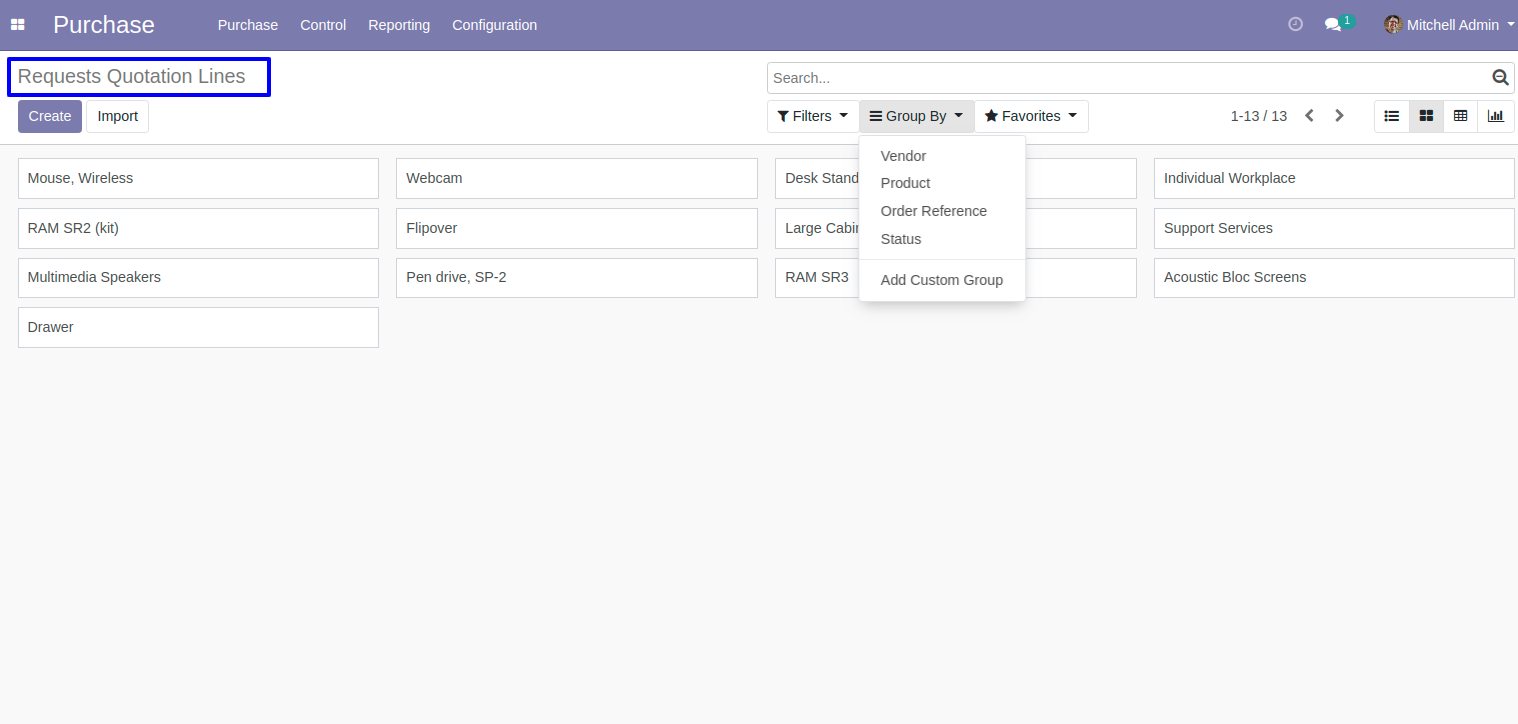 Purchase
Purchase Control Reporting Configuration
1
Mitchell Admin
Requests Quotation Lines
Search...
Create Import
Filters Group By Favorites
1-13 / 13
Vendor
Product
Order Reference
Status
Add Custom Group
Mouse, Wireless
Webcam
Desk Stand
Individual Workplace
RAM SR2 (kit)
Flipover
Large
Support Services
Multimedia Speakers
Pen drive, SP-2
RAM SR3
Acoustic Bloc Screens
Drawer